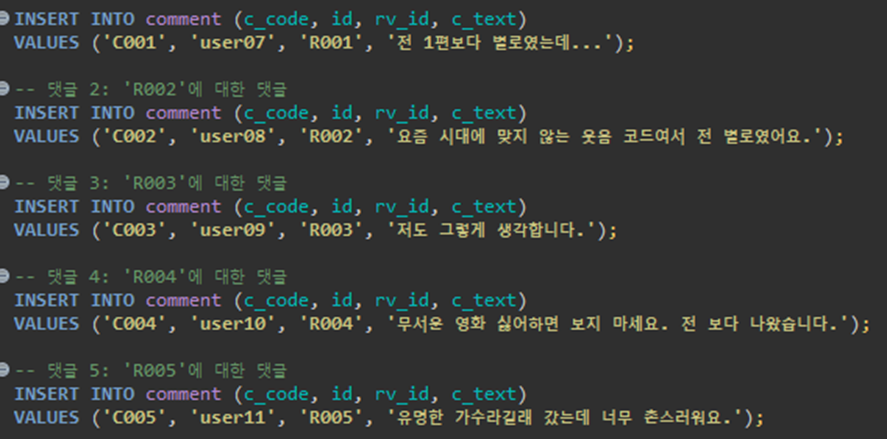 INSERT INTO comment (c_code, id, rv_id, c_text)
VALUES ('C001', 'user07', 'R001', '전 1편보다 별로였는데...');
-- 댓글 2: 'R002'에 대한 댓글
INSERT INTO comment (c_code, id, rv_id, c_text)
VALUES ('C002', 'user08', 'R002', '요즘 시대에 맞지 않는 웃음 코드여서 전 별로였어요.');
-- 댓글 3: 'R003'에 대한 댓글
INSERT INTO comment (c_code, id, rv_id, c_text)
VALUES ('C003', 'user09', 'R003', '저도 그렇게 생각합니다.');
-- 댓글 4: 'R004'에 대한 댓글
INSERT INTO comment (c_code, id, rv_id, c_text)
VALUES ('C004', 'user10', 'R004', '무서운 영화 싫어하면 보지 마세요. 전 보다 나왔습니다.');
-- 댓글 5: 'R005'에 대한 댓글
INSERT INTO comment (c_code, id, rv_id, c_text)
VALUES ('C005', 'user11', 'R005', '유명한 가수라길래 갔는데 너무 촌스러워요.');